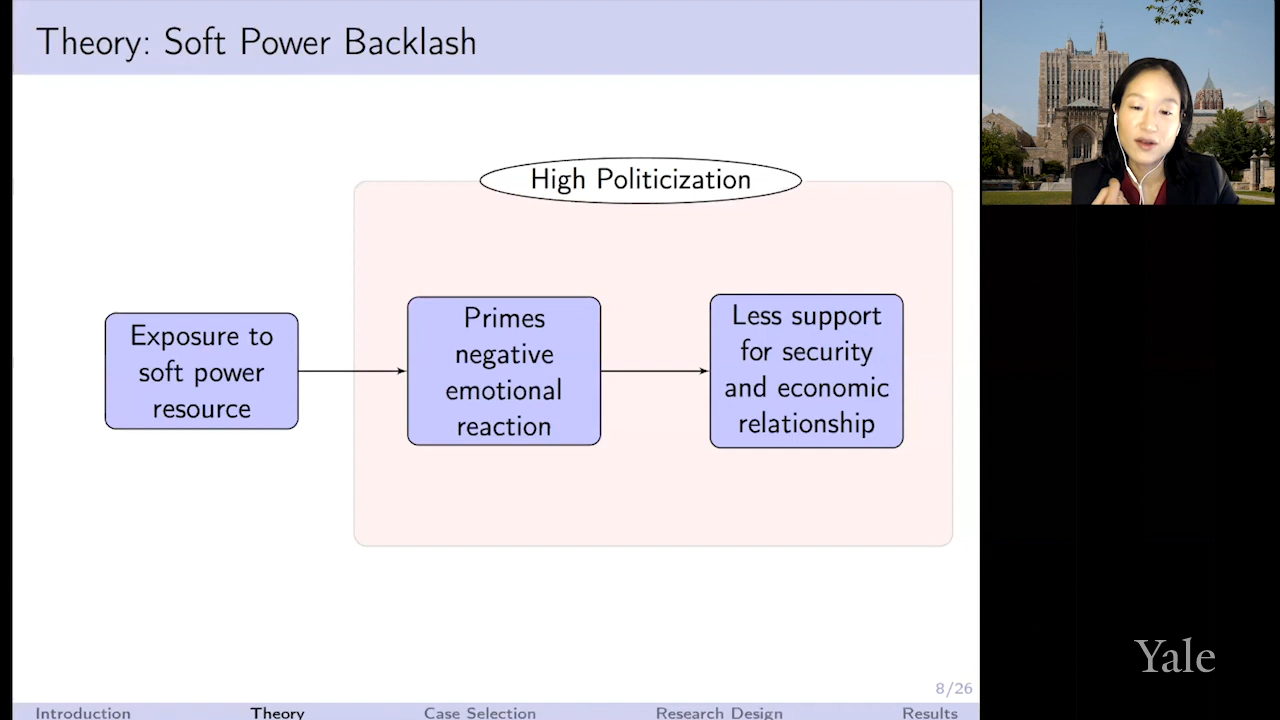 Theory: Soft Power Backlash
High Politicization
Exposure to
soft power
resource
Primes
negative
emotional
reaction
Less support
for security
and economic
relationship
Yale
8/26
Introduction
Theory
Case Selection
Research Design
Results